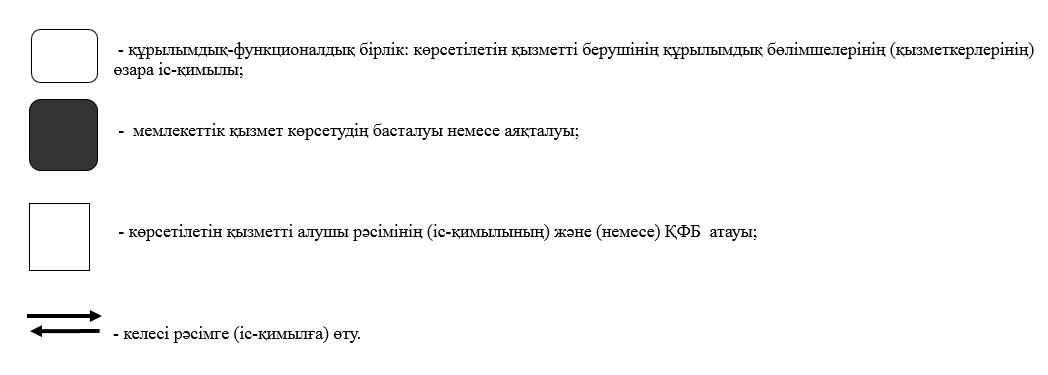 - құрылымдық-функционалдық бірлік: көрсетілетін қызметті берушінің құрылымдық бөлімшелерінің (қызметкерлерінің)
өзара іс-қимылы;
- мемлекеттік қызмет көрсетудің басталуы немесе аяқталуы;
- көрсетілетін қызметті алушы рәсімінің (іс-қимылының) және (немесе) ҚФБ атауы;
- келесі рәсімге (іс-қимылға) өту.